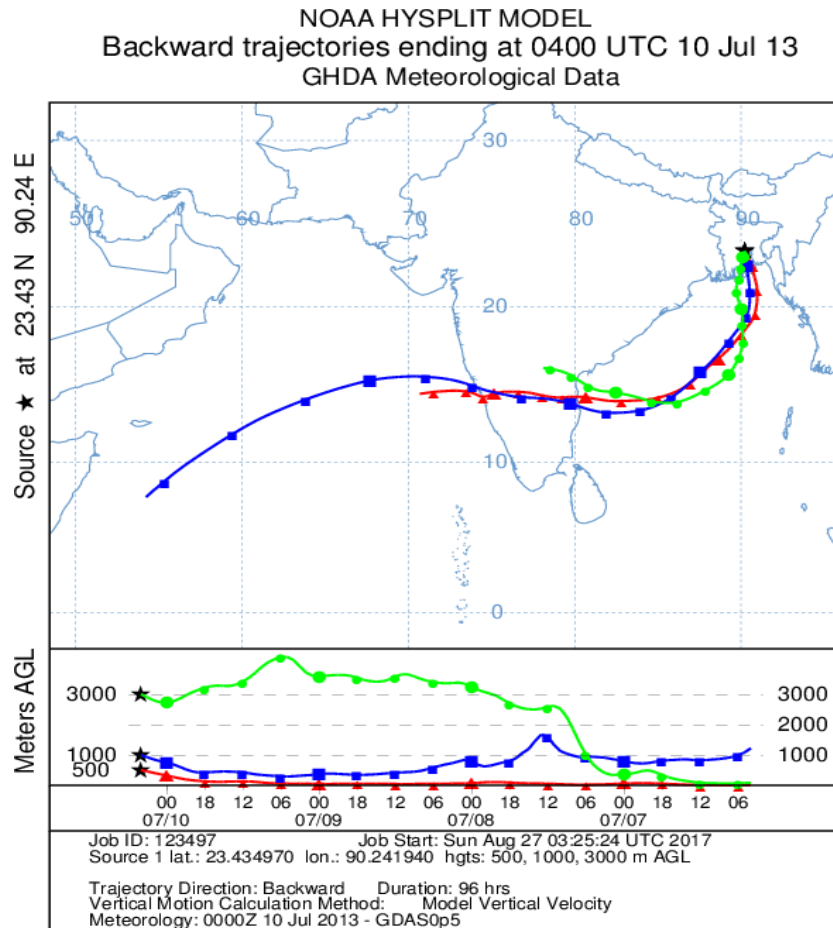 NOAA HYSPLIT MODEL
Backward trajectories ending at 0400 UTC 10 Jul 13
GHDA Meteorological Data
Source ★ at 23.43 N 90.24 E
30
50 60 70 80 90
20
10
0
Meters AGL
3000 3000
2000
1000 1000
500
00 18 12 06 00 18 12 06 00 18 12 06 00 18 12 06
07/10 07/09 07/08 07/07
Job ID: 123497 Job Start: Sun Aug 27 03:25:24 UTC 2017
Source 1 lat.: 23.434970 lon.: 90.241940 hgts: 500, 1000, 3000 m AGL
Trajectory Direction: Backward Duration: 96 hrs
Vertical Motion Calculation Method: Model Vertical Velocity
Meteorology: 0000Z 10 Jul 2013 - GDAS0p5